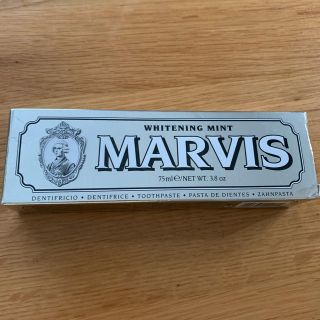 WHITENING MINT
MARVIS
75ml ℮/NET WT. 3.8 oz
DENTIFRICIO • DENTIFRICE • TOOTHPASTE • PASTA DE DIENTES • ZAHNPASTA